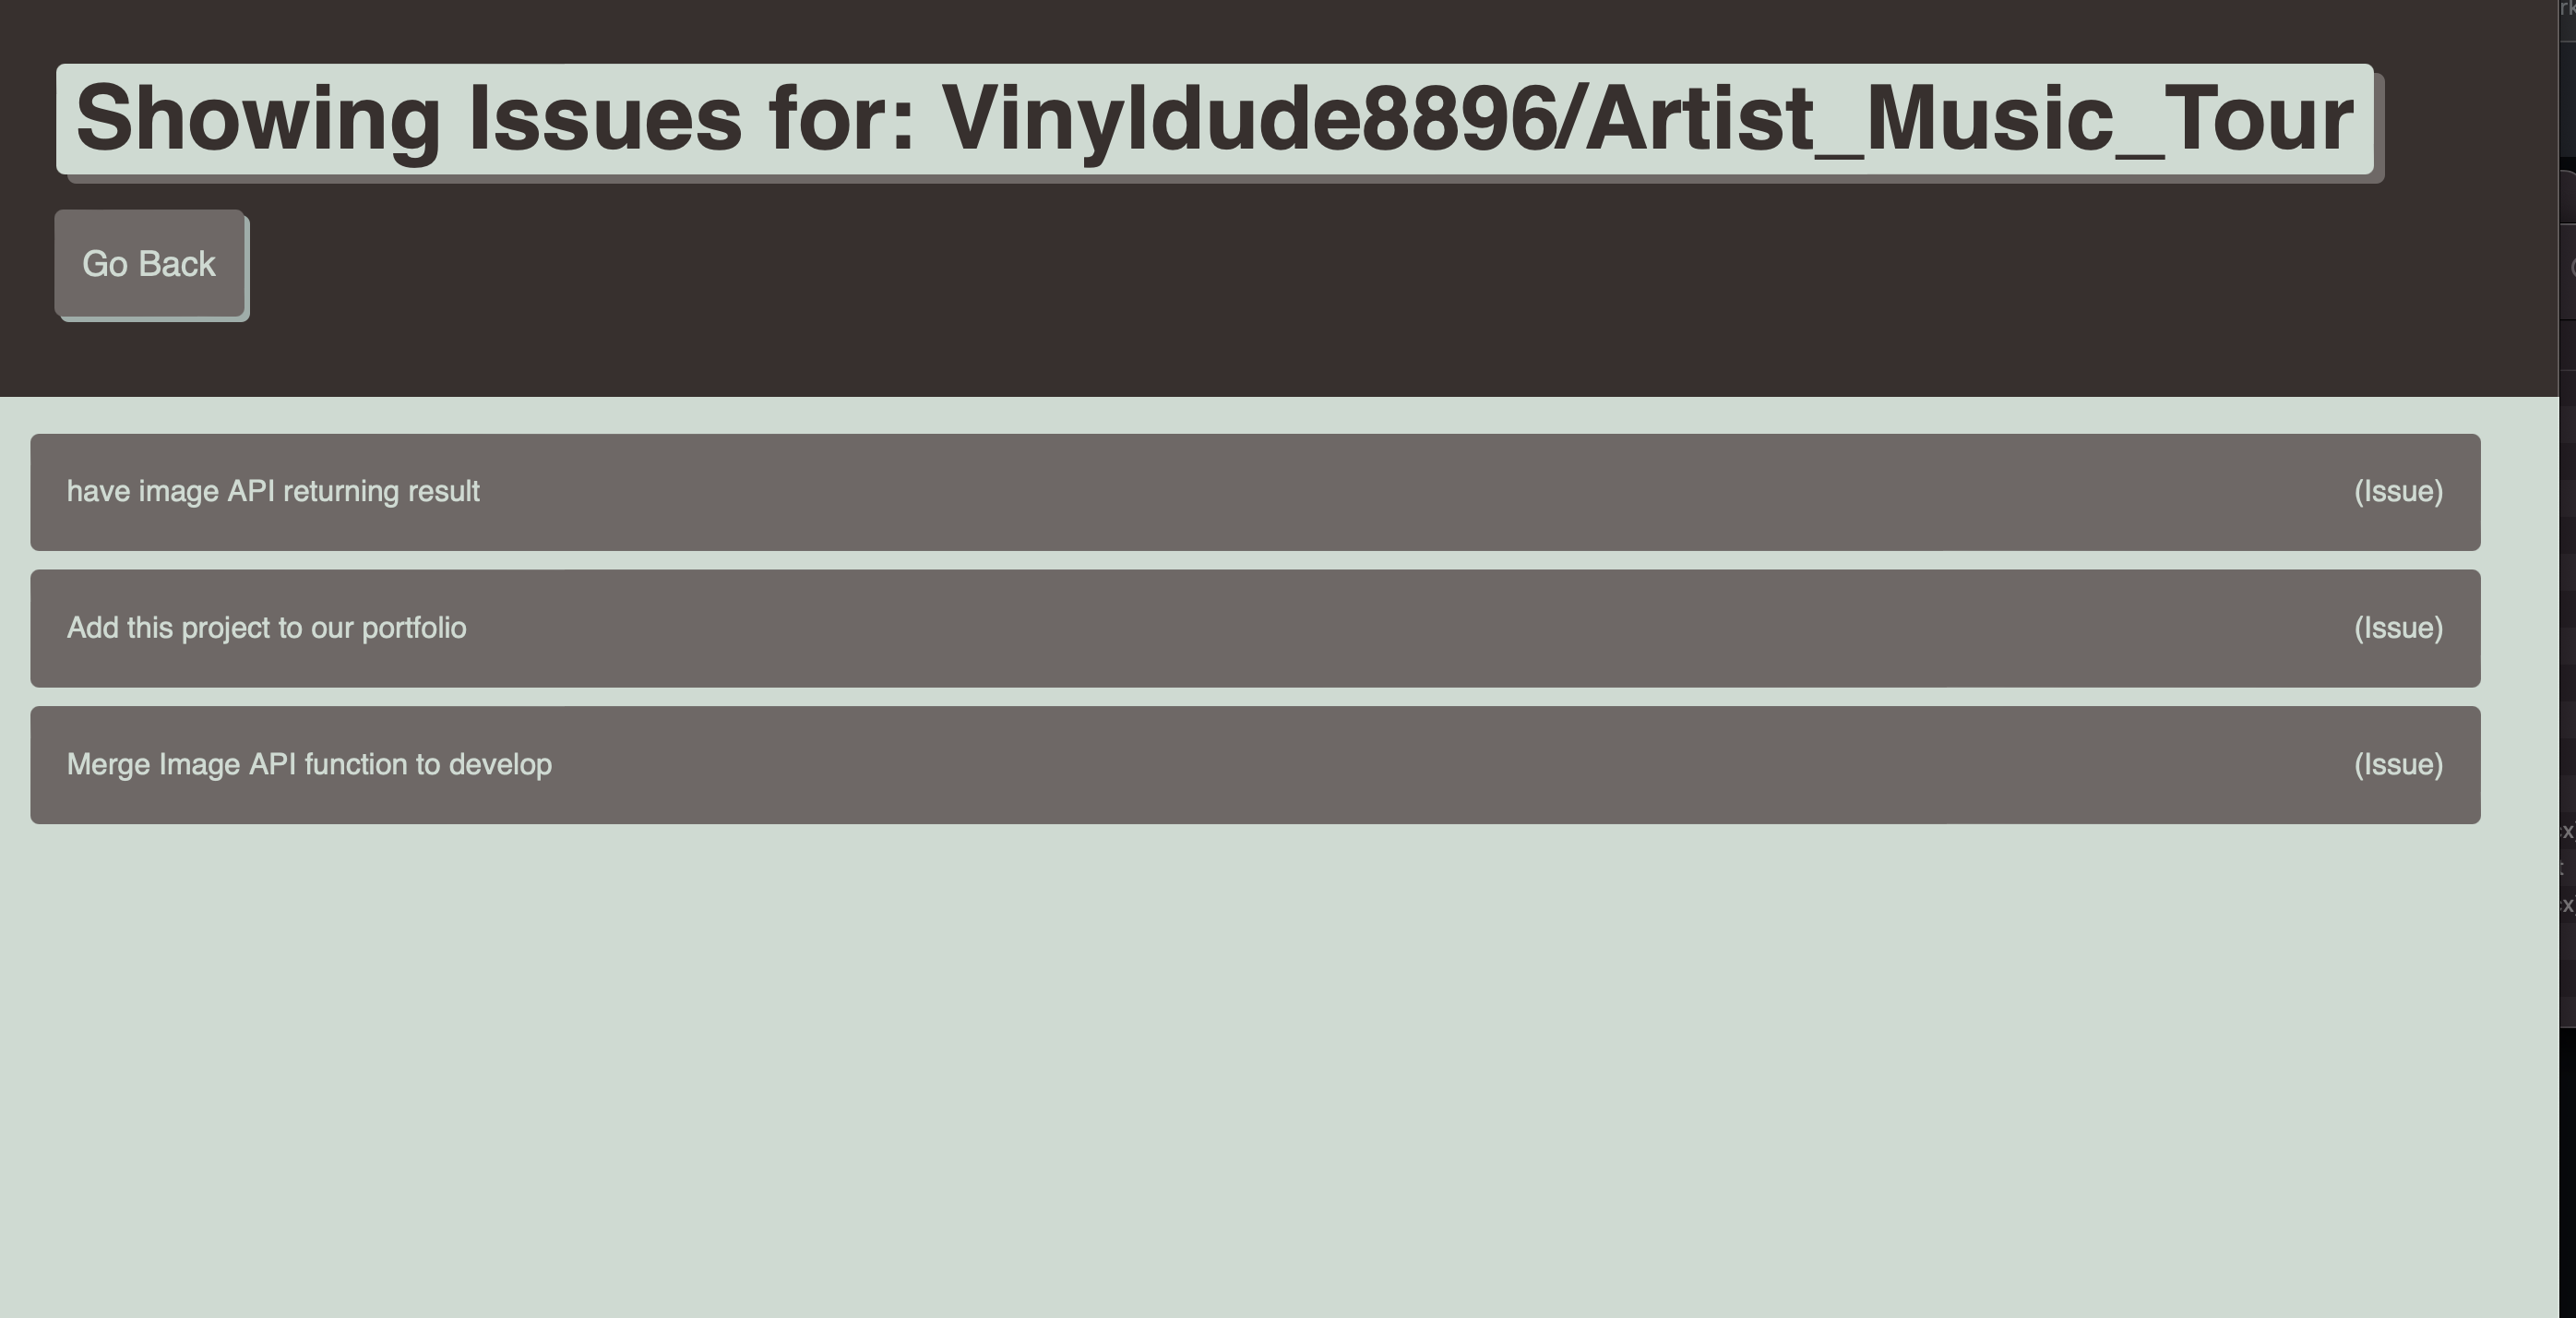 Showing Issues for: Vinyldude8896/Artist_Music_Tour
Go Back
have image API returning result (Issue)
Add this project to our portfolio (Issue)
Merge Image API function to develop (Issue)